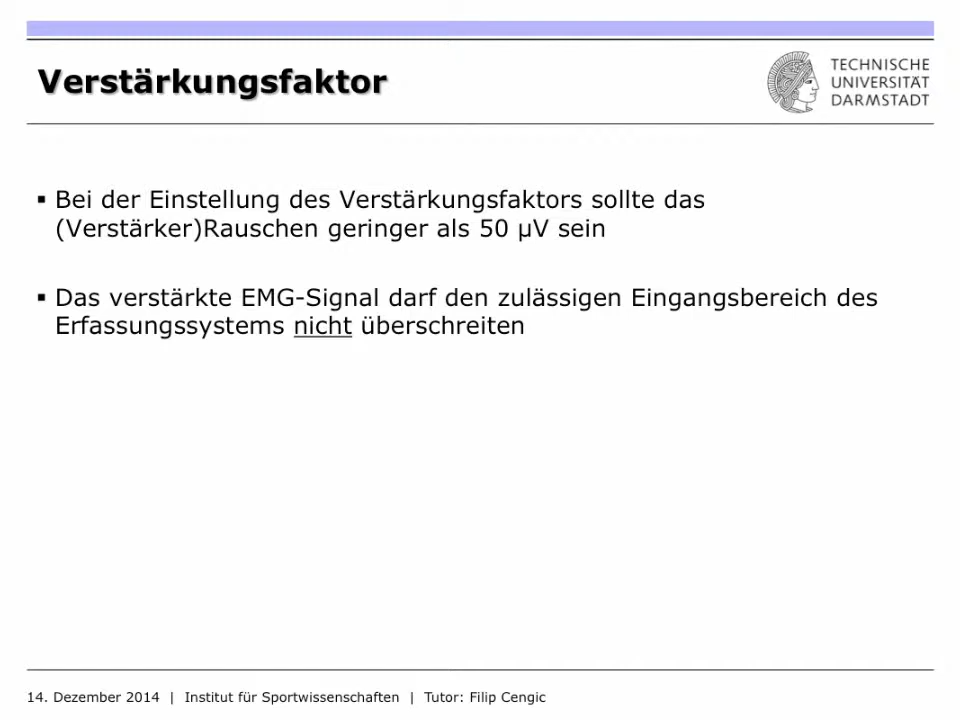 Verstärkungsfaktor
TECHNISCHE
UNIVERSITÄT
DARMSTADT
▪ Bei der Einstellung des Verstärkungsfaktors sollte das
(Verstärker)Rauschen geringer als 50 µV sein
▪ Das verstärkte EMG-Signal darf den zulässigen Eingangsbereich des
Erfassungssystems nicht überschreiten
14. Dezember 2014 | Institut für Sportwissenschaften | Tutor: Filip Cengic